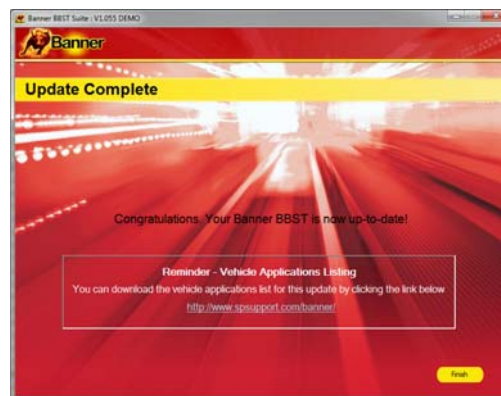 Banner BBST Suite : V1.055 DEMO
Banner
Update Complete
Congratulations. Your Banner BBST is now up-to-date!
Reminder - Vehicle Applications Listing
You can download the vehicle applications list for this update by clicking the link below
http://www.spsupport.com/banner/
Finish